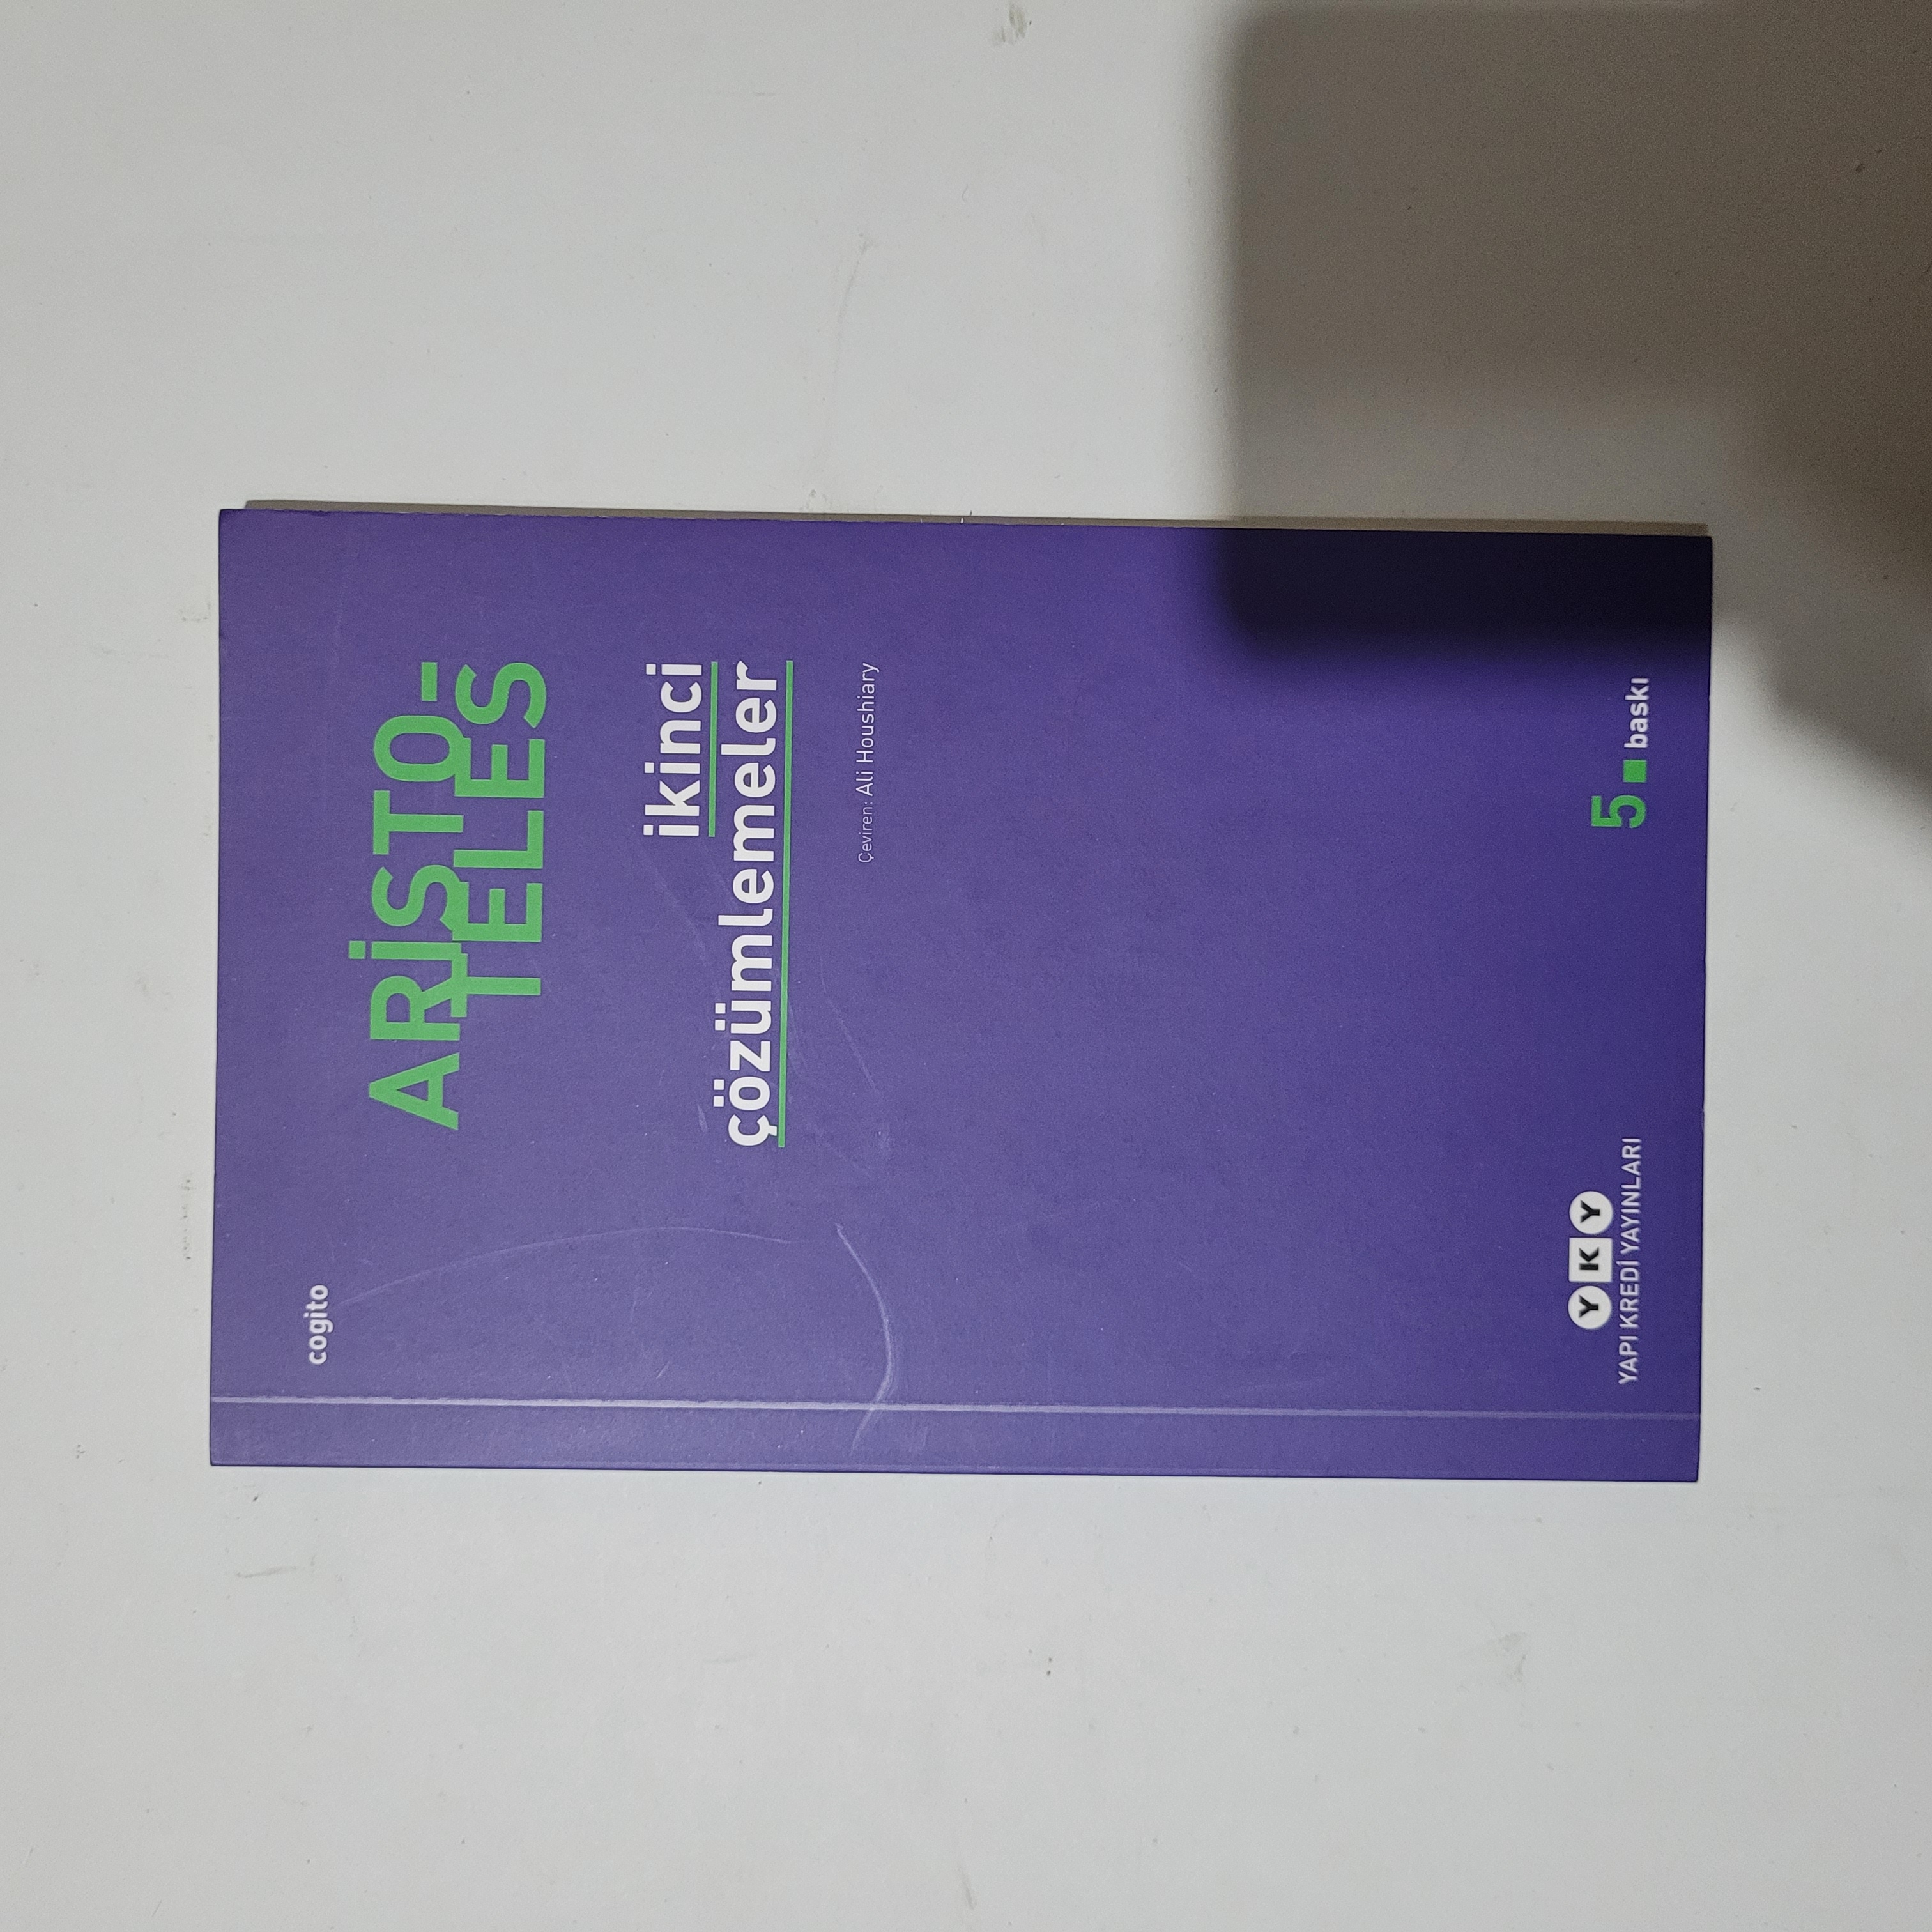 cogito
ARİSTO-
TELES
ikinci
çözümlemeler
Çeviren: Ali Houshiary
YKY
YAPI KREDİ YAYINLARI
5. baskı